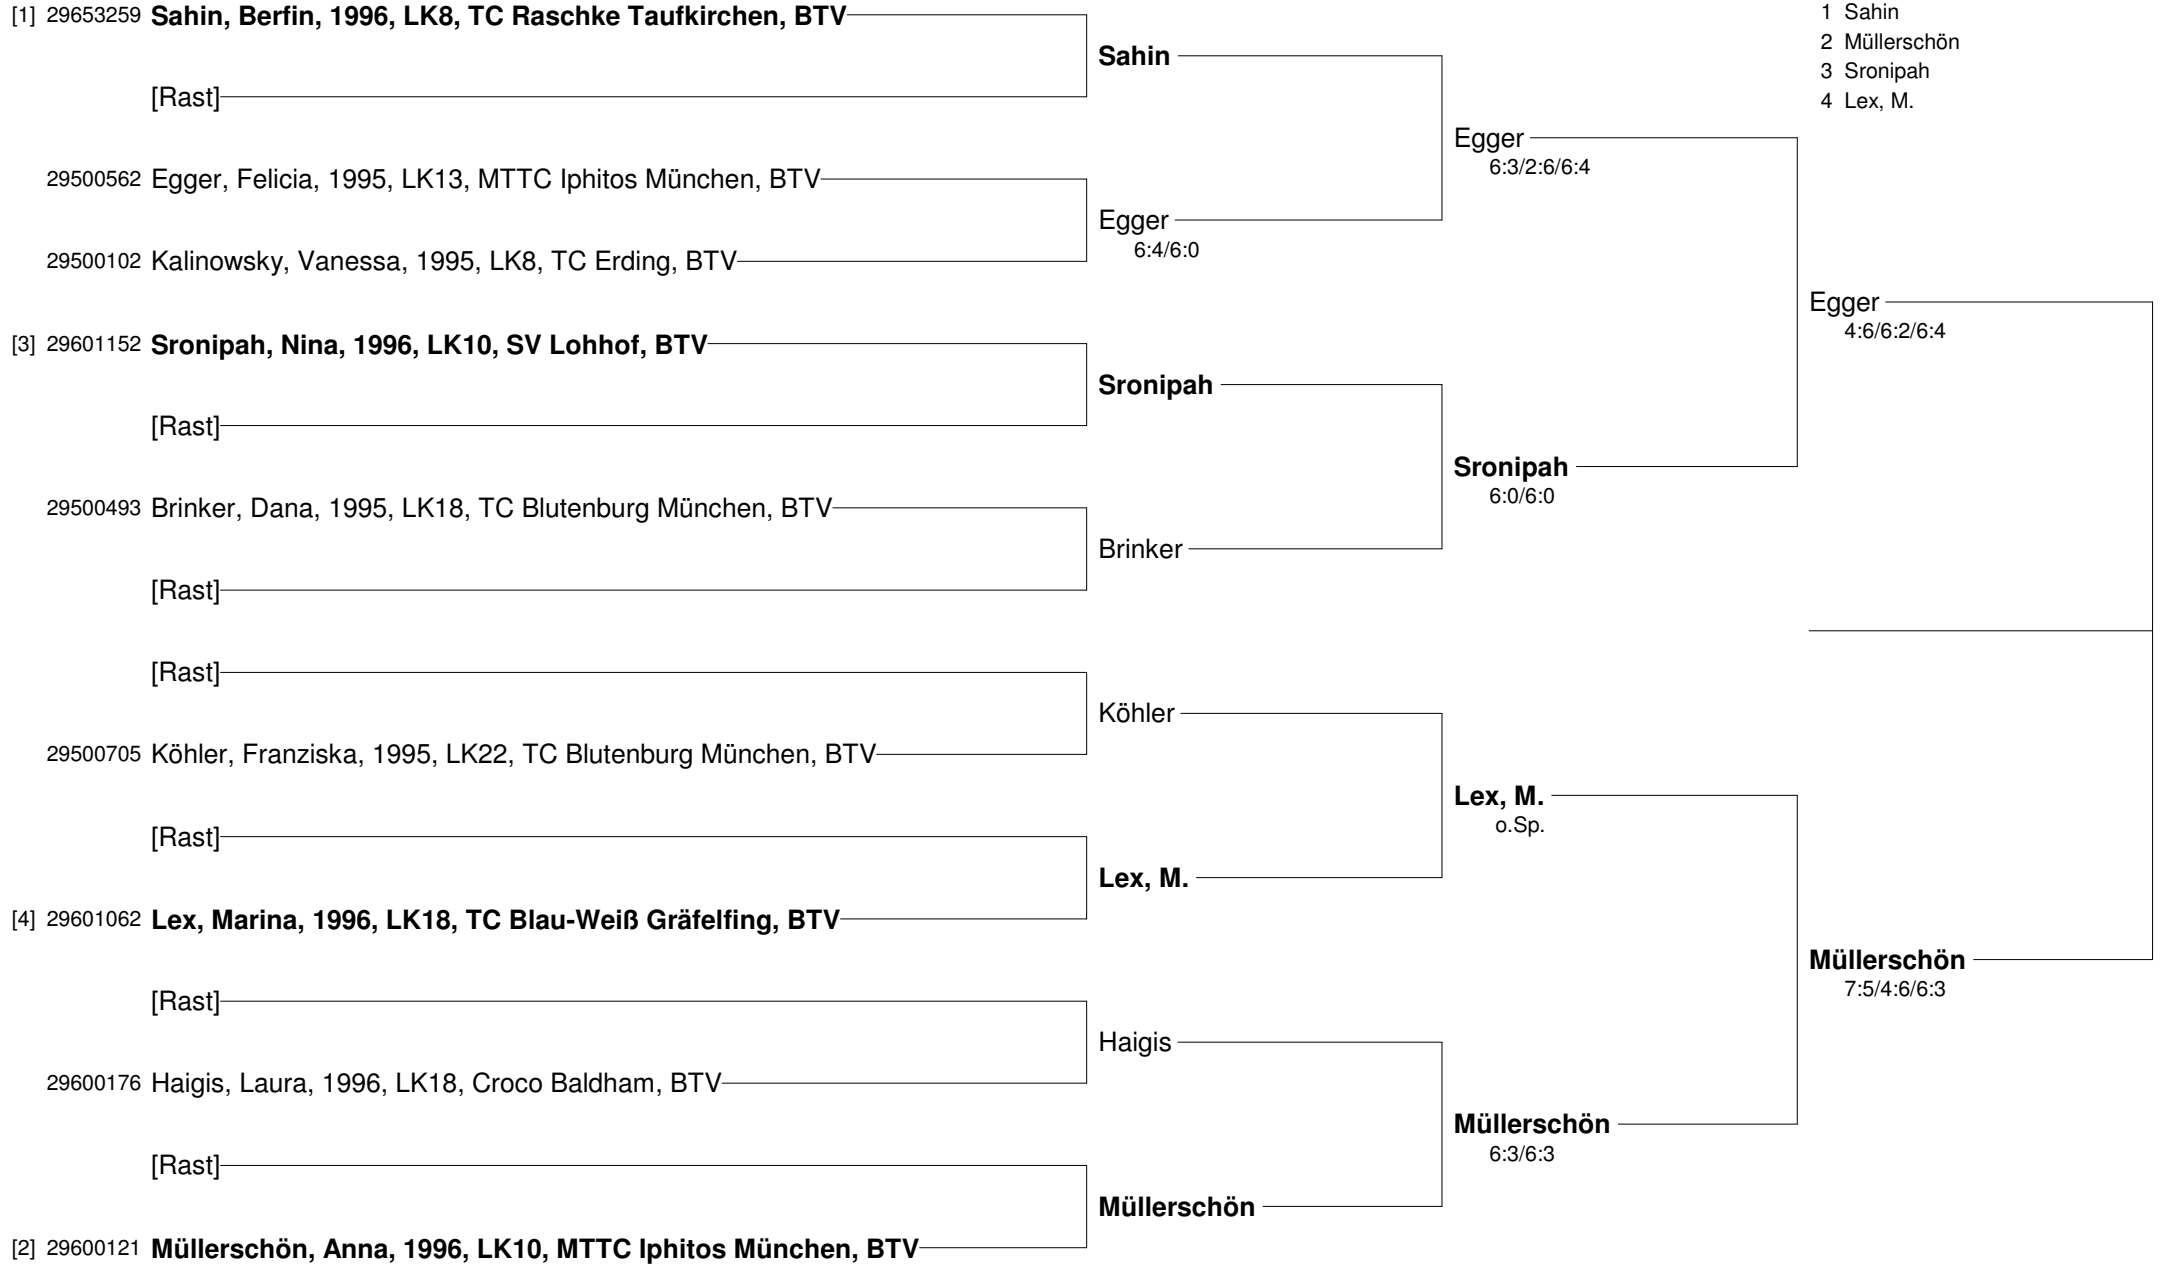 [1] 29653259 Sahin, Berfin, 1996, LK8, TC Raschke Taufkirchen, BTV
1 Sahin
2 Müllerschön
3 Sronipah
4 Lex, M.
Sahin
[Rast]
Egger
6:3/2:6/6:4
29500562 Egger, Felicia, 1995, LK13, MTTC Iphitos München, BTV
Egger
6:4/6:0
29500102 Kalinowsky, Vanessa, 1995, LK8, TC Erding, BTV
Egger
4:6/6:2/6:4
[3] 29601152 Sronipah, Nina, 1996, LK10, SV Lohhof, BTV
Sronipah
[Rast]
Sronipah
6:0/6:0
29500493 Brinker, Dana, 1995, LK18, TC Blutenburg München, BTV
Brinker
[Rast]
[Rast]
Köhler
29500705 Köhler, Franziska, 1995, LK22, TC Blutenburg München, BTV
Lex, M.
o.Sp.
[Rast]
Lex, M.
[4] 29601062 Lex, Marina, 1996, LK18, TC Blau-Weiß Gräfelfing, BTV
Müllerschön
7:5/4:6/6:3
[Rast]
Haigis
29600176 Haigis, Laura, 1996, LK18, Croco Baldham, BTV
Müllerschön
6:3/6:3
[Rast]
Müllerschön
[2] 29600121 Müllerschön, Anna, 1996, LK10, MTTC Iphitos München, BTV